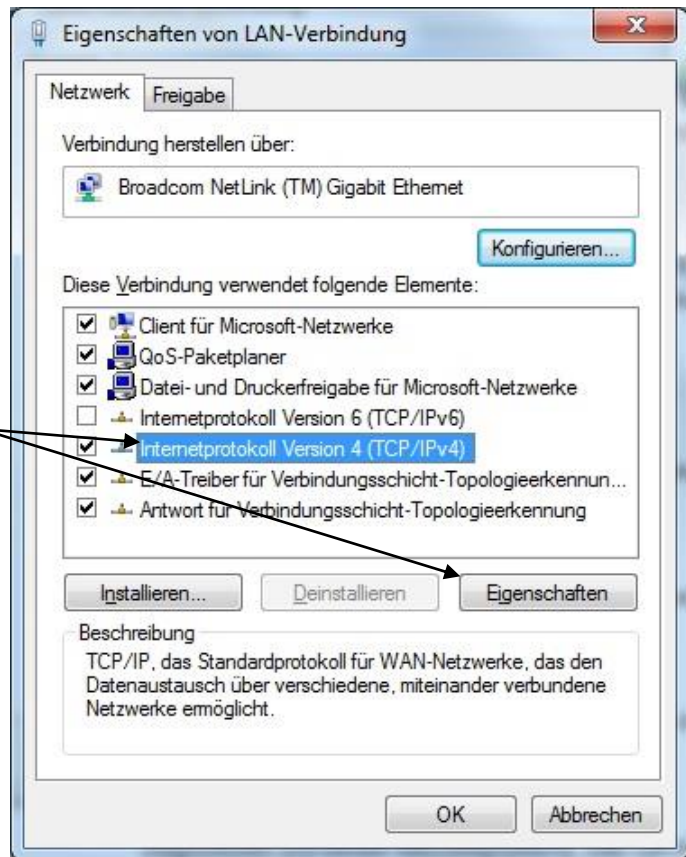 Eigenschaften von LAN-Verbindung
Netzwerk Freigabe
Verbindung herstellen über:
Broadcom NetLink (TM) Gigabit Ethernet
Konfigurieren...
Diese Verbindung verwendet folgende Elemente:
Client für Microsoft-Netzwerke
QoS-Paketplaner
Datei- und Druckerfreigabe für Microsoft-Netzwerke
Internetprotokoll Version 6 (TCP/IPv6)
Internetprotokoll Version 4 (TCP/IPv4)
E/A-Treiber für Verbindungsschicht-Topologieerkennun...
Antwort für Verbindungsschicht-Topologieerkennung
Installieren... Deinstallieren Eigenschaften
Beschreibung
TCP/IP, das Standardprotokoll für WAN-Netzwerke, das den
Datenaustausch über verschiedene, miteinander verbundene
Netzwerke ermöglicht.
OK Abbrechen